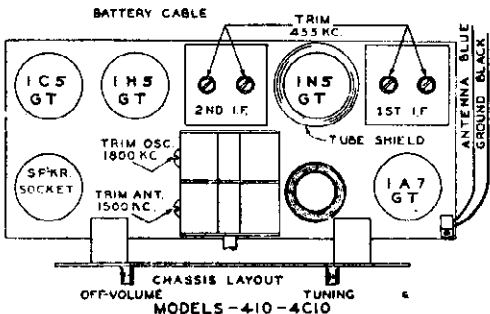 BATTERY CABLE
TRIM
455 KC.
1C5
GT
1H5
GT
2ND I.F.
1N5
GT
1ST I.F.
ANTENNA BLUE
GROUND BLACK
TUBE SHIELD
TRIM OSC.
1800 KC
SPKR.
SOCKET
TRIM ANT.
1500 KC.
1A7
GT
CHASSIS LAYOUT
OFF-VOLUME
TUNING
MODELS-410-4C10